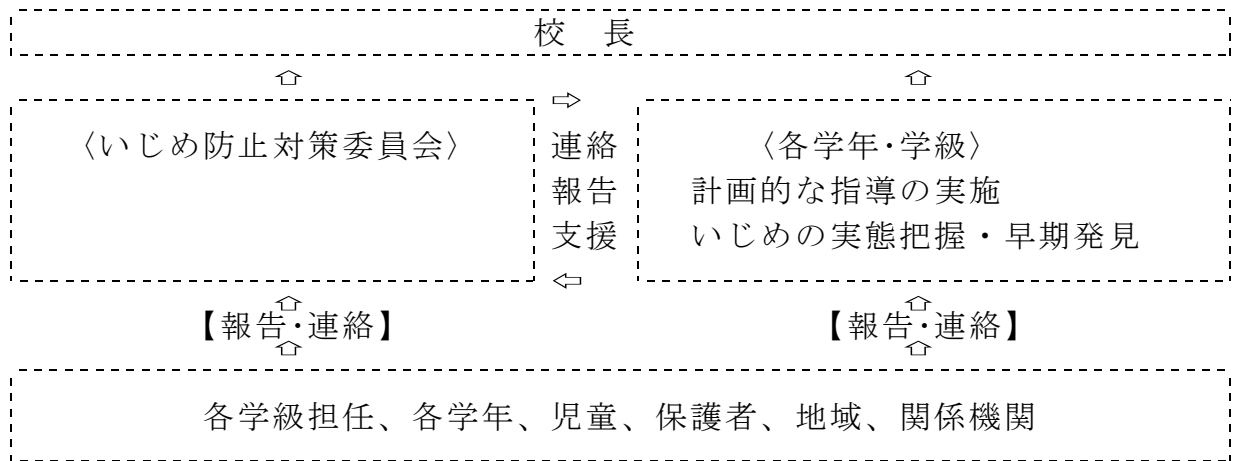 校 長
〈いじめ防止対策委員会〉
連絡
報告
支援
〈各学年・学級〉
計画的な指導の実施
いじめの実態把握・早期発見
【報告・連絡】
【報告・連絡】
各学級担任、各学年、児童、保護者、地域、関係機関